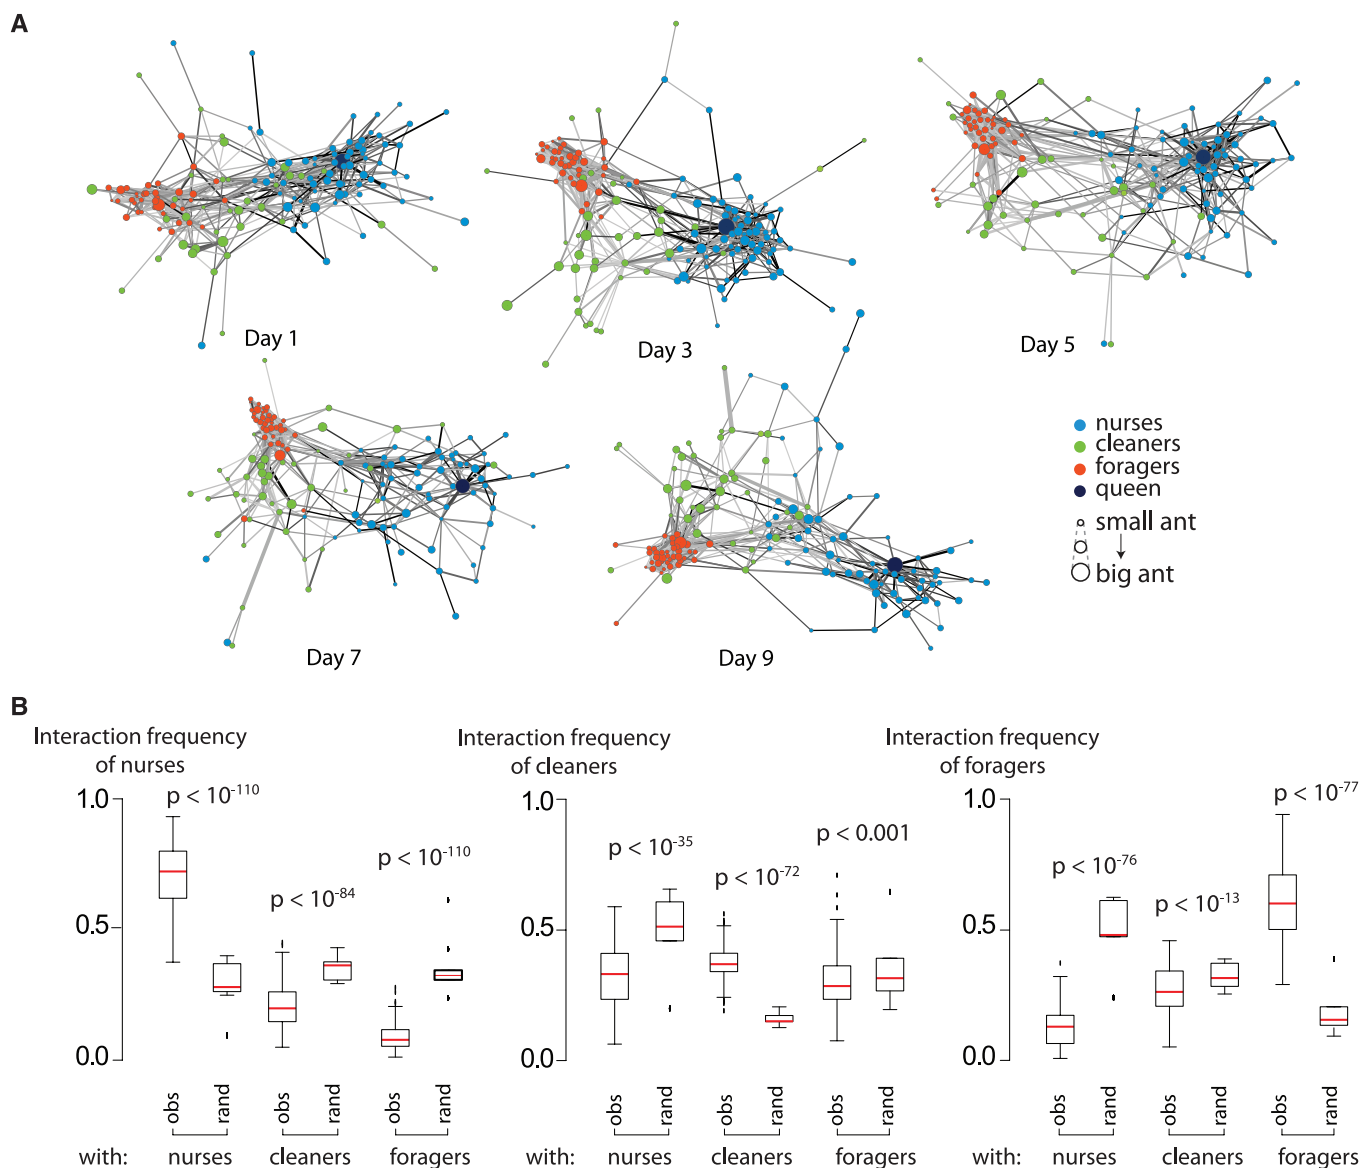 A
Day 1
Day 3
Day 5
Day 7
Day 9
nurses
cleaners
foragers
queen
small ant
big ant
B
Interaction frequency
of nurses
1.0
0.5
0.0
p < 10^-110
p < 10^-84
p < 10^-110
obs
rand
obs
rand
obs
rand
with: nurses cleaners foragers
Interaction frequency
of cleaners
1.0
0.5
0.0
p < 10^-35
p < 10^-72
p < 0.001
obs
rand
obs
rand
obs
rand
with: nurses cleaners foragers
Interaction frequency
of foragers
1.0
0.5
0.0
p < 10^-76
p < 10^-13
p < 10^-77
obs
rand
obs
rand
obs
rand
with: nurses cleaners foragers